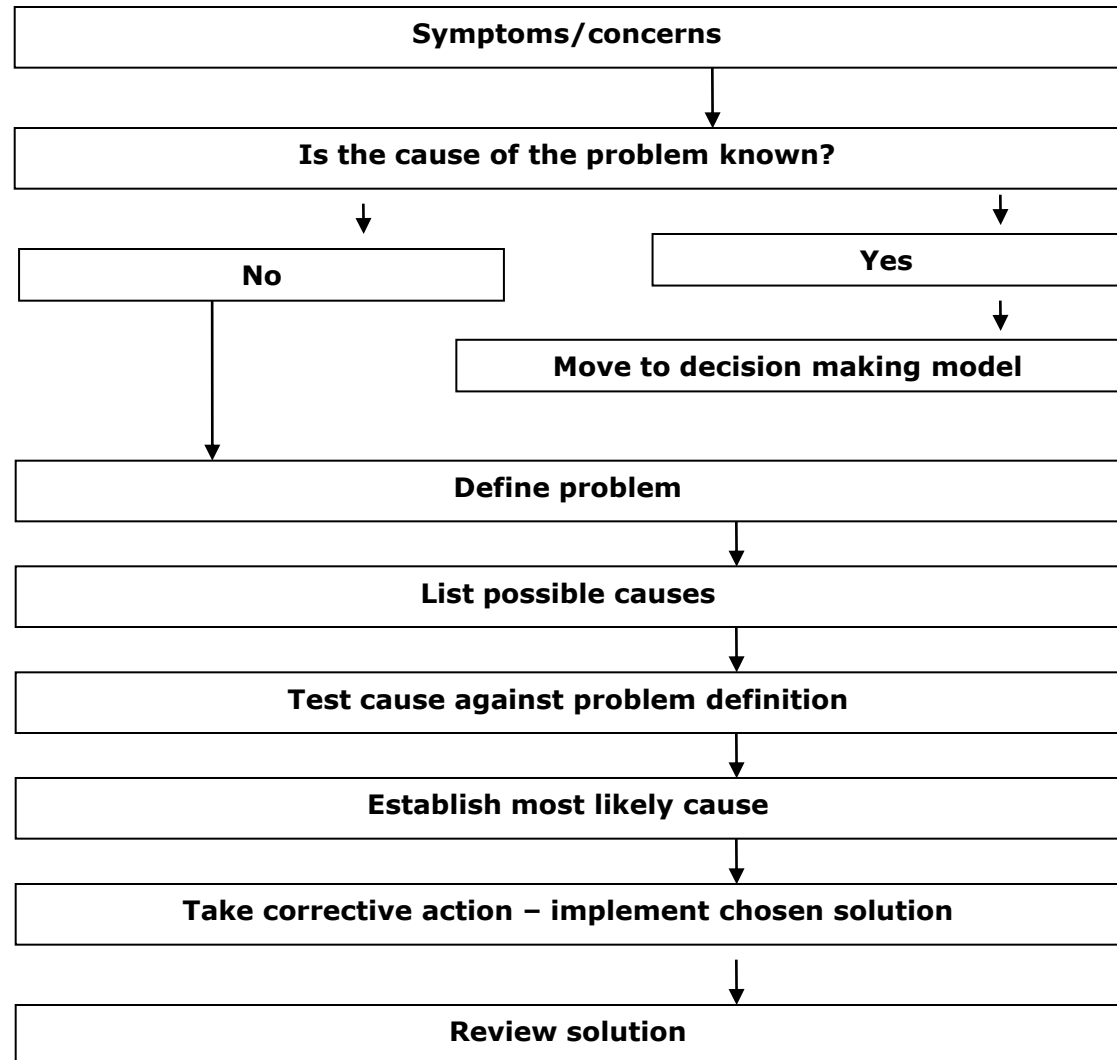 Symptoms/concerns
Is the cause of the problem known?
No
Yes
Move to decision making model
Define problem
List possible causes
Test cause against problem definition
Establish most likely cause
Take corrective action – implement chosen solution
Review solution